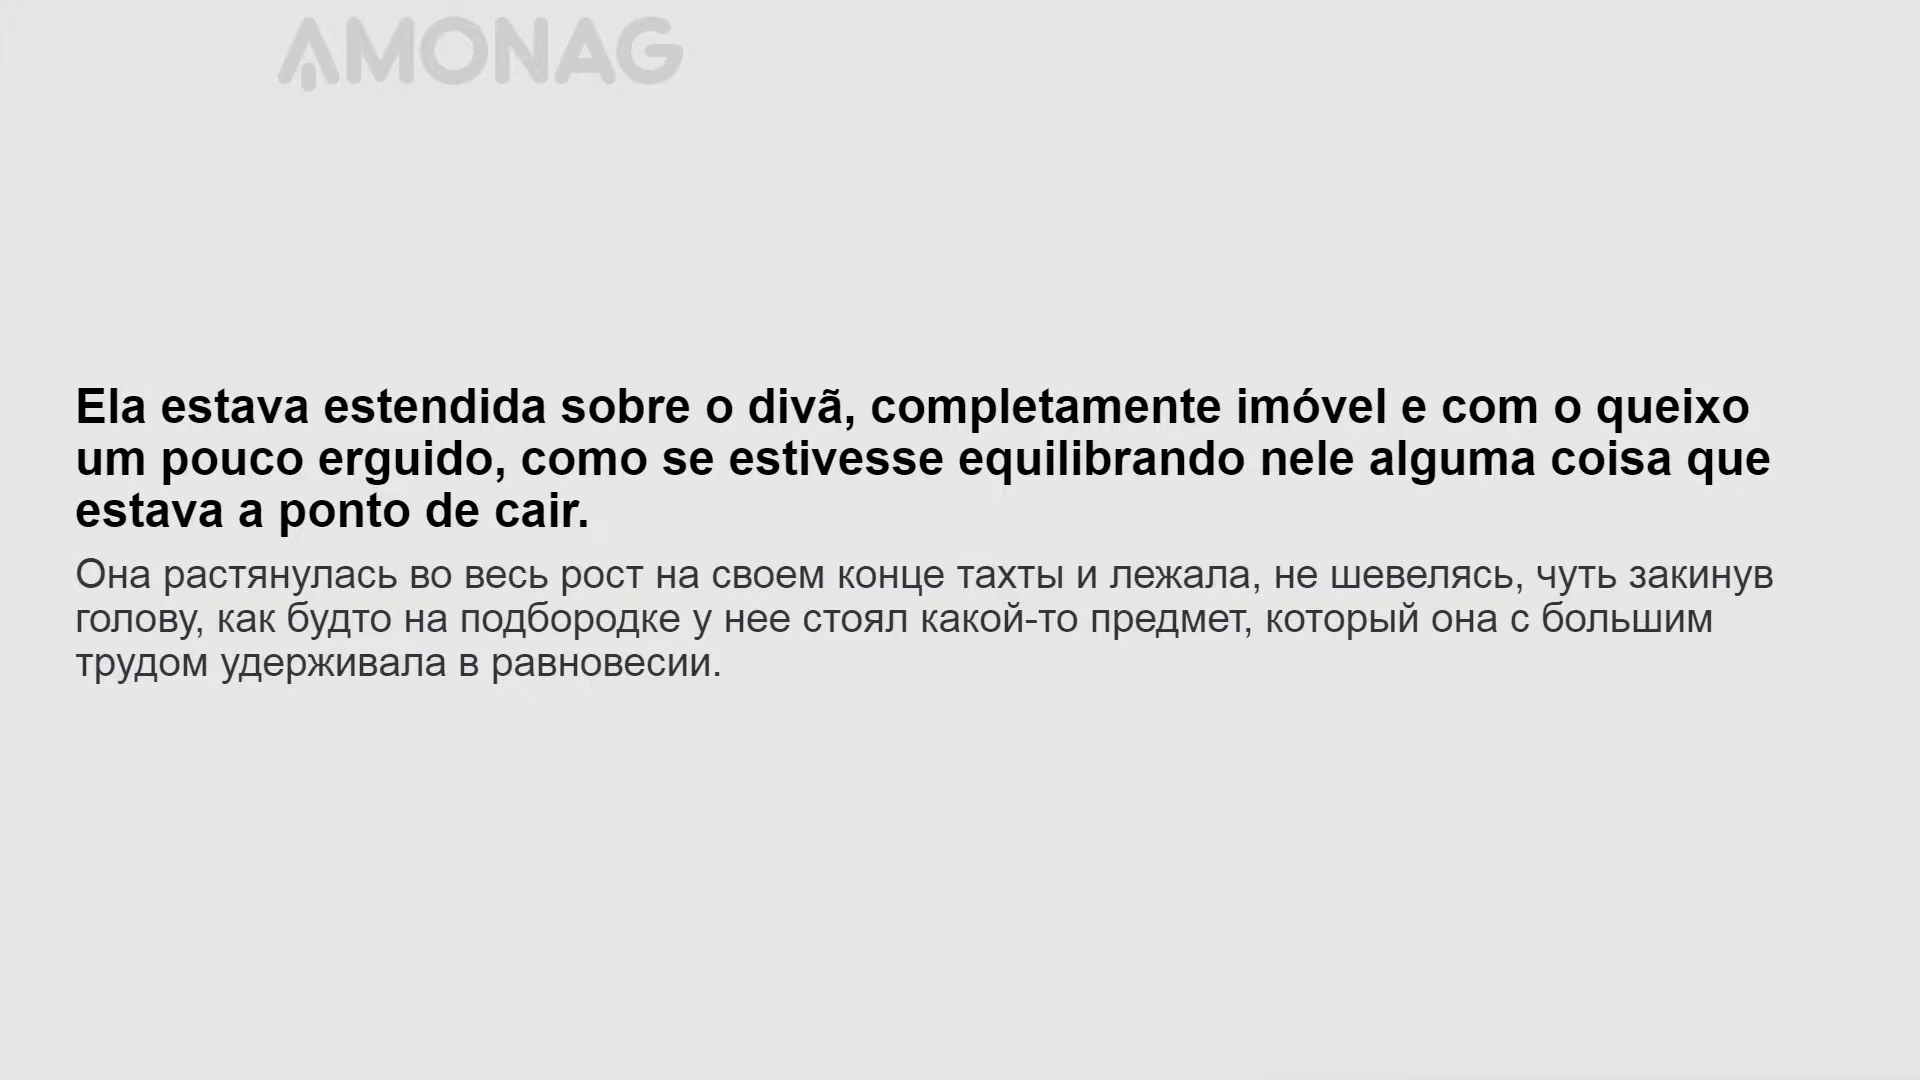 AMONAG
Ela estava estendida sobre o divã, completamente imóvel e com o queixo
um pouco erguido, como se estivesse equilibrando nele alguma coisa que
estava a ponto de cair.
Она растянулась во весь рост на своем конце тахты и лежала, не шевелясь, чуть закинув
голову, как будто на подбородке у нее стоял какой-то предмет, который она с большим
трудом удерживала в равновесии.